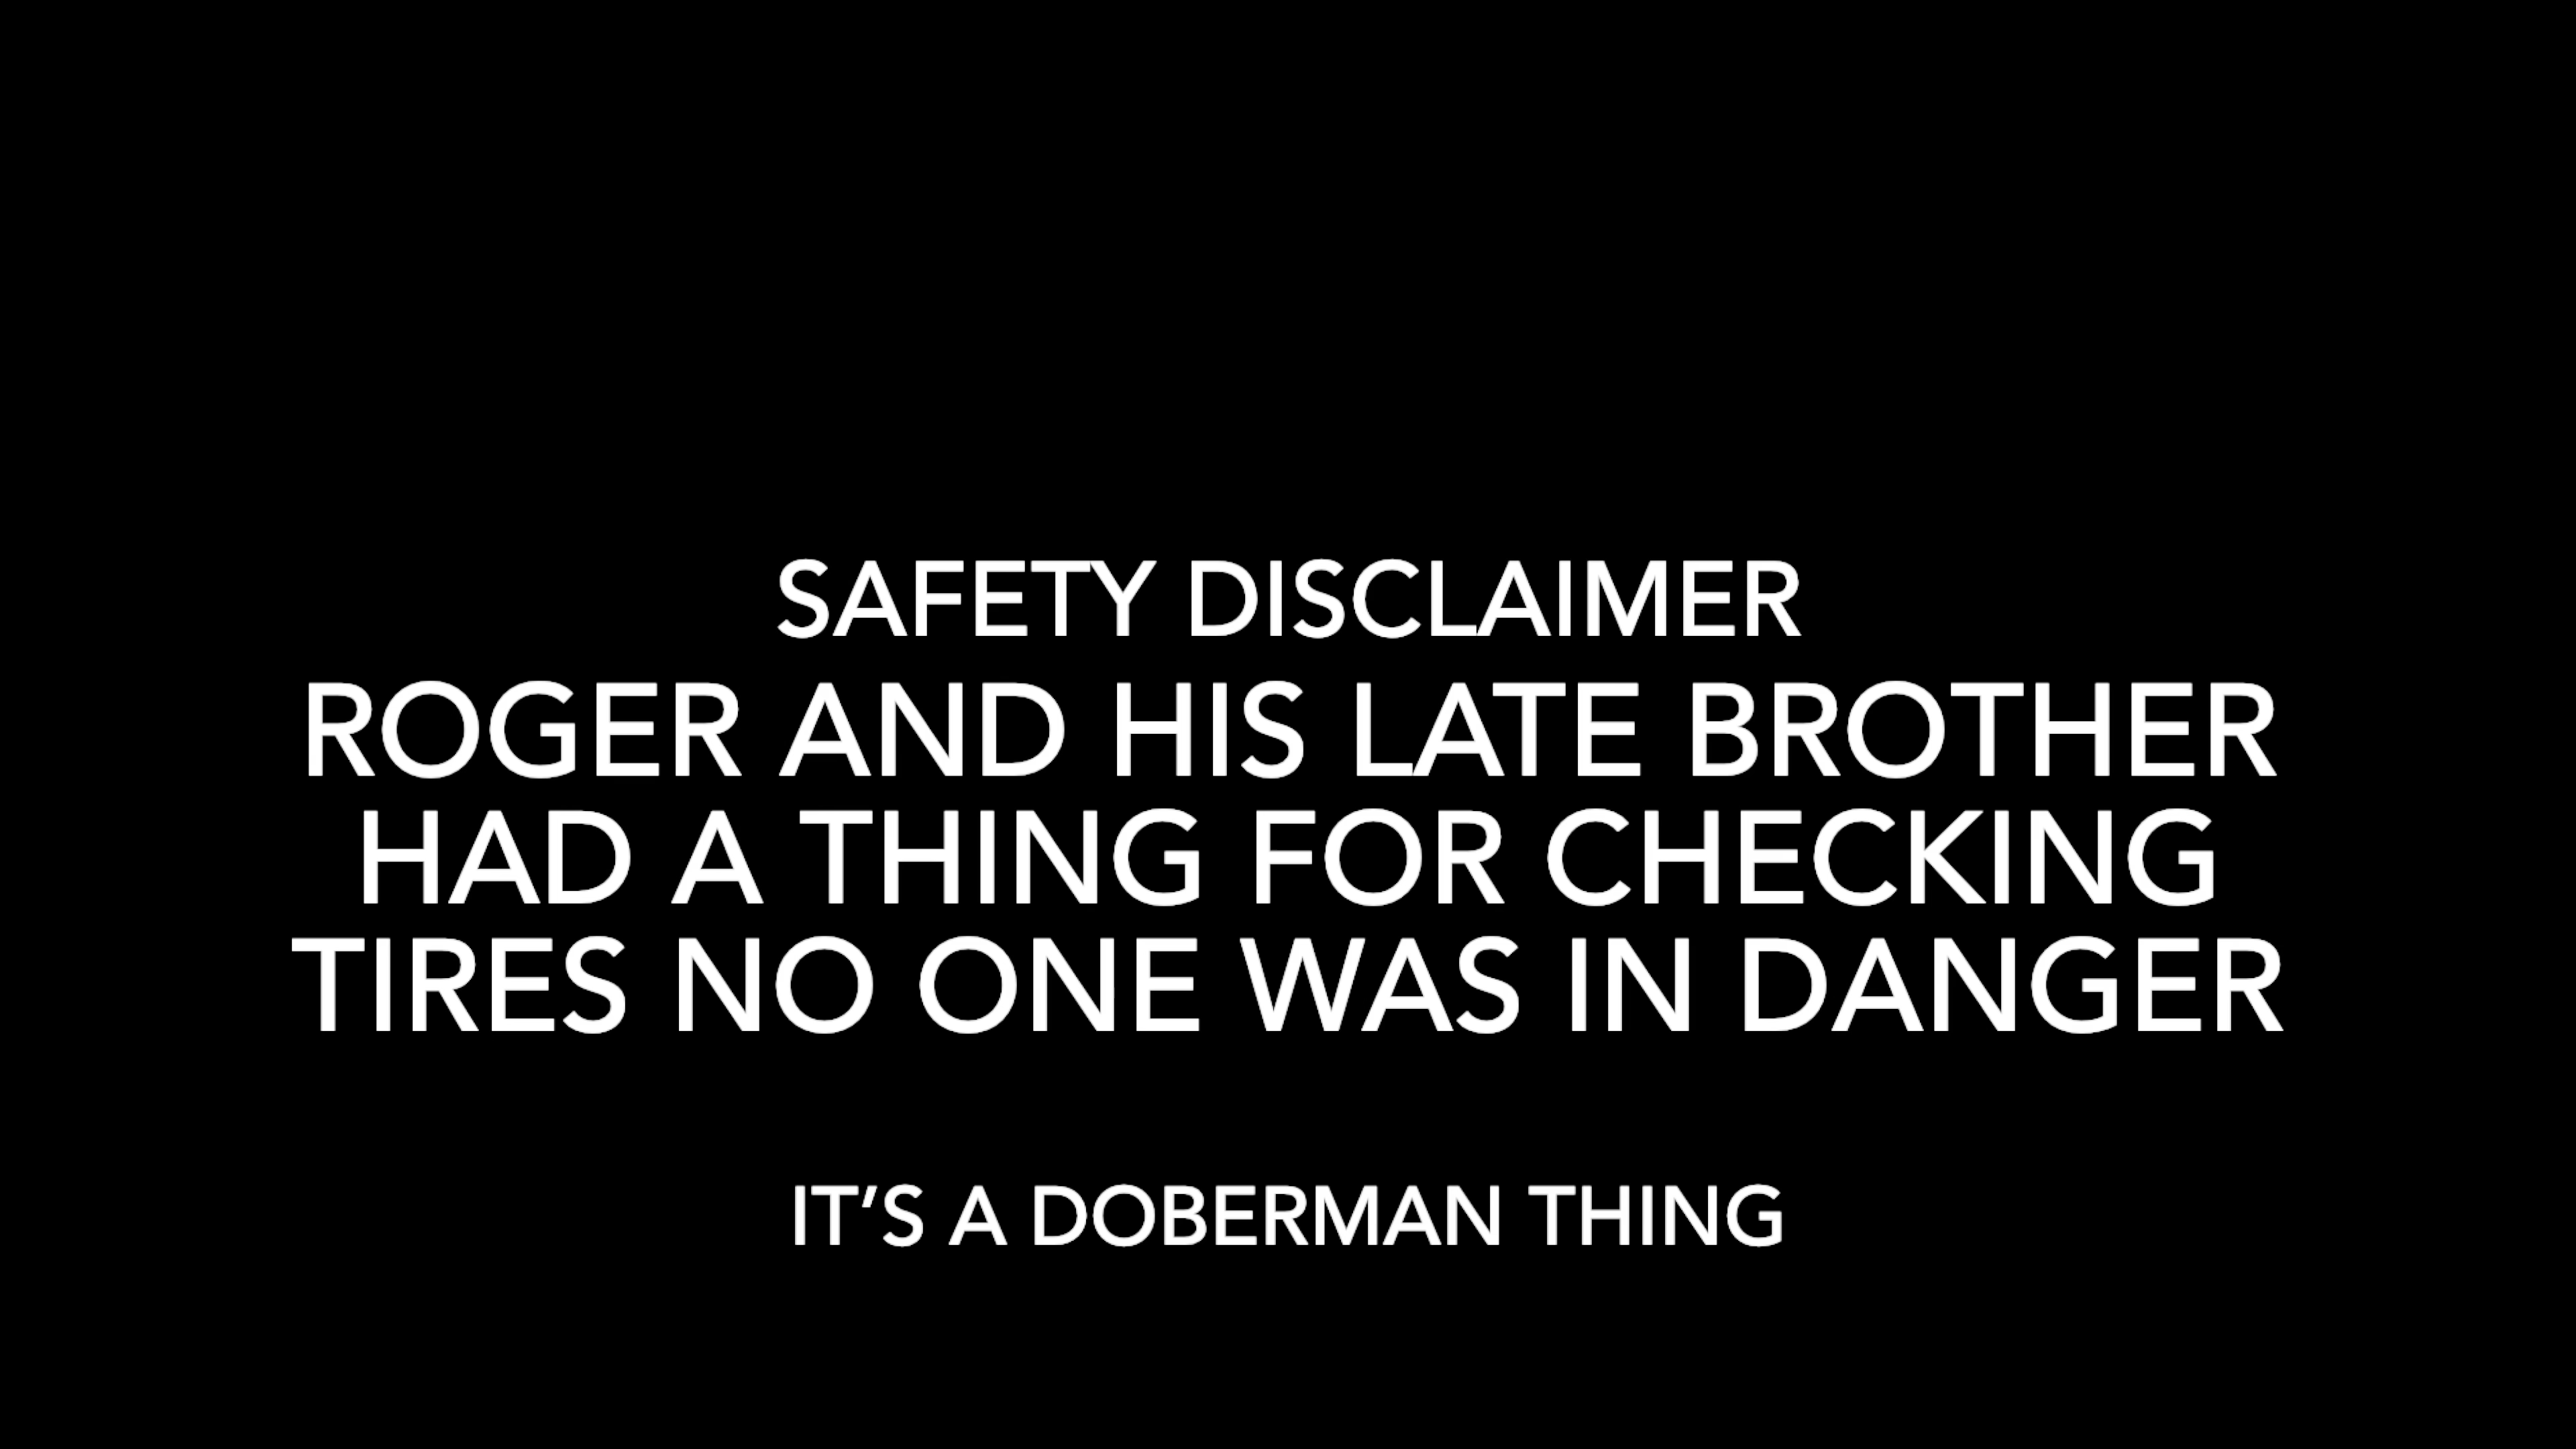 SAFETY DISCLAIMER
ROGER AND HIS LATE BROTHER
HAD A THING FOR CHECKING
TIRES NO ONE WAS IN DANGER
IT’S A DOBERMAN THING